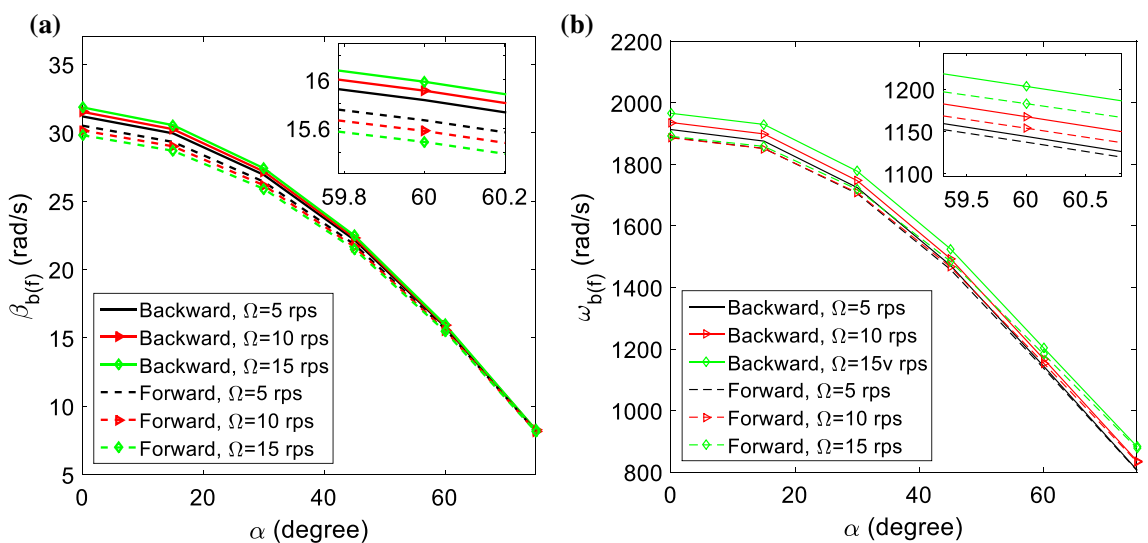 (a)
35
30
25
20
15
10
5
0
20
40
60
α (degree)
β_b(f) (rad/s)
16
15.6
59.8
60
60.2
Backward, Ω=5 rps
Backward, Ω=10 rps
Backward, Ω=15 rps
Forward, Ω=5 rps
Forward, Ω=10 rps
Forward, Ω=15 rps
(b)
2200
2000
1800
1600
1400
1200
1000
800
0
20
40
60
α (degree)
ω_b(f) (rad/s)
1200
1150
1100
59.5
60
60.5
Backward, Ω=5 rps
Backward, Ω=10 rps
Backward, Ω=15v rps
Forward, Ω=5 rps
Forward, Ω=10 rps
Forward, Ω=15 rps